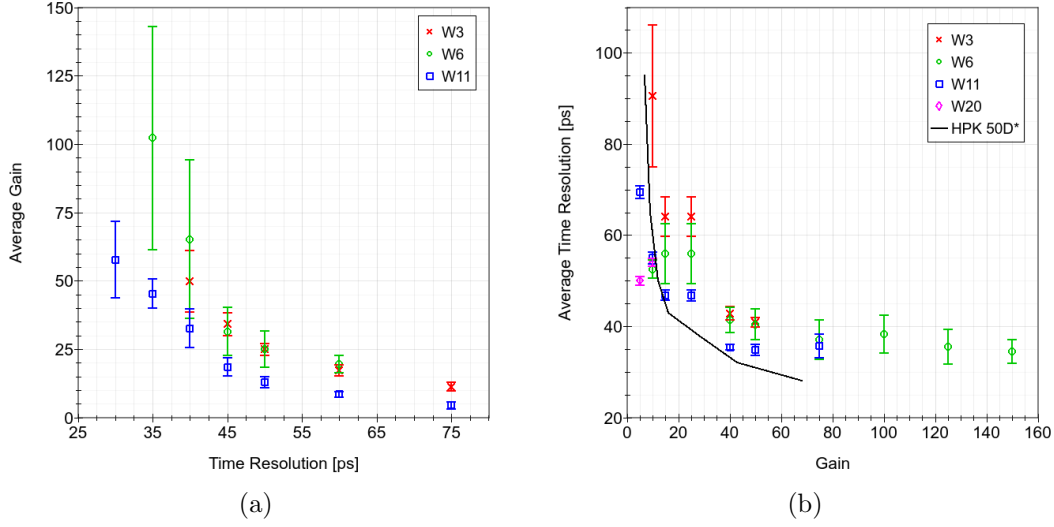 150
125
100
75
50
25
0
25
35
45
55
65
75
Average Gain
Time Resolution [ps]
W3
W6
W11
(a)
100
80
60
40
20
0
20
40
60
80
100
120
140
160
Average Time Resolution [ps]
Gain
W3
W6
W11
W20
HPK 50D*
(b)